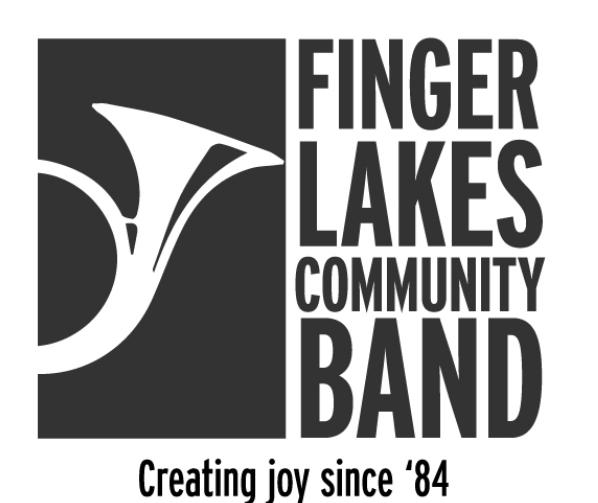 FINGER
LAKES
COMMUNITY
BAND
Creating joy since ‘84